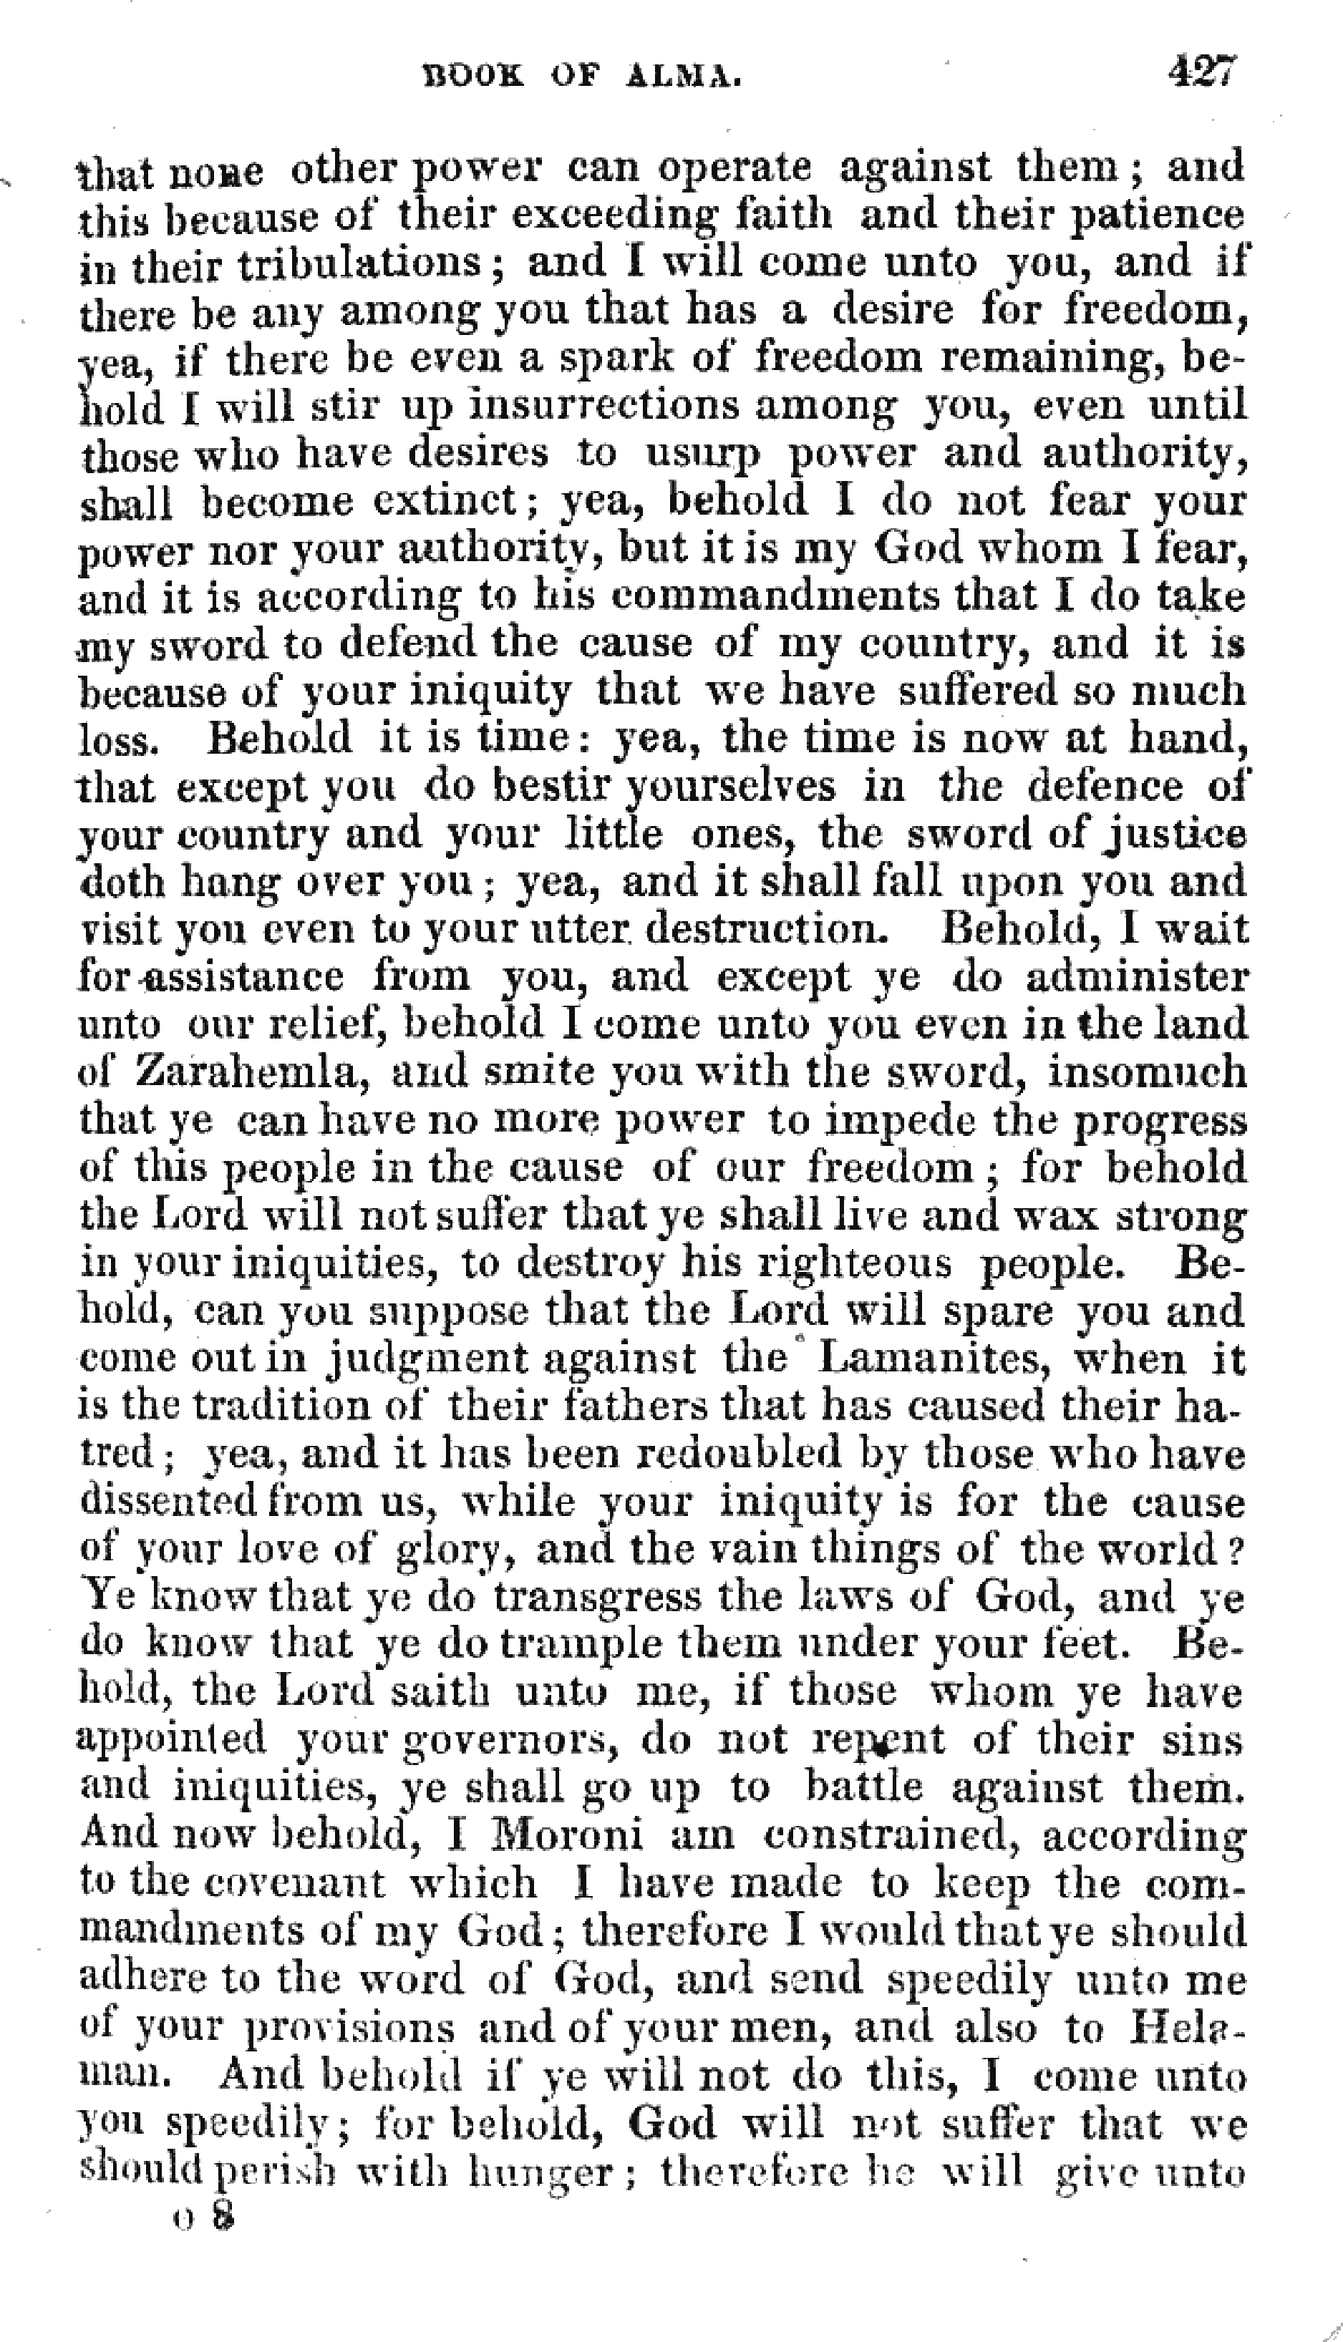 BOOK OF ALMA. 427
that none other power can operate against them; and
this because of their exceeding faith and their patience
in their tribulations; and I will come unto you, and if
there be any among you that has a desire for freedom,
yea, if there be even a spark of freedom remaining, be-
hold I will stir up insurrections among you, even until
those who have desires to usurp power and authority,
shall become extinct; yea, behold I do not fear your
power nor your authority, but it is my God whom I fear,
and it is according to his commandments that I do take
my sword to defend the cause of my country, and it is
because of your iniquity that we have suffered so much
loss. Behold it is time: yea, the time is now at hand,
that except you do bestir yourselves in the defence of
your country and your little ones, the sword of justice
doth hang over you; yea, and it shall fall upon you and
visit you even to your utter destruction. Behold, I wait
for assistance from you, and except ye do administer
unto our relief, behold I come unto you even in the land
of Zarahemla, and smite you with the sword, insomuch
that ye can have no more power to impede the progress
of this people in the cause of our freedom; for behold
the Lord will not suffer that ye shall live and wax strong
in your iniquities, to destroy his righteous people. Be-
hold, can you suppose that the Lord will spare you and
come out in judgment against the Lamanites, when it
is the tradition of their fathers that has caused their ha-
tred; yea, and it has been redoubled by those who have
dissented from us, while your iniquity is for the cause
of your love of glory, and the vain things of the world?
Ye know that ye do transgress the laws of God, and ye
do know that ye do trample them under your feet. Be-
hold, the Lord saith unto me, if those whom ye have
appointed your governors, do not repent of their sins
and iniquities, ye shall go up to battle against them.
And now behold, I Moroni am constrained, according
to the covenant which I have made to keep the com-
mandments of my God; therefore I would that ye should
adhere to the word of God, and send speedily unto me
of your provisions and of your men, and also to Hela-
man. And behold if ye will not do this, I come unto
you speedily; for behold, God will not suffer that we
should perish with hunger; therefore he will give unto
o 8